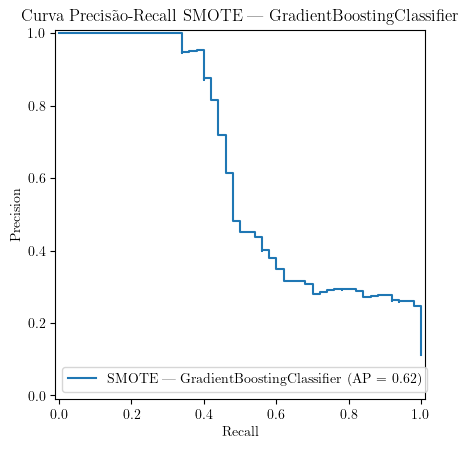 Curva Precisão-Recall SMOTE — GradientBoostingClassifier
1.0
0.8
0.6
0.4
0.2
0.0
Precision
SMOTE — GradientBoostingClassifier (AP = 0.62)
0.0 0.2 0.4 0.6 0.8 1.0
Recall